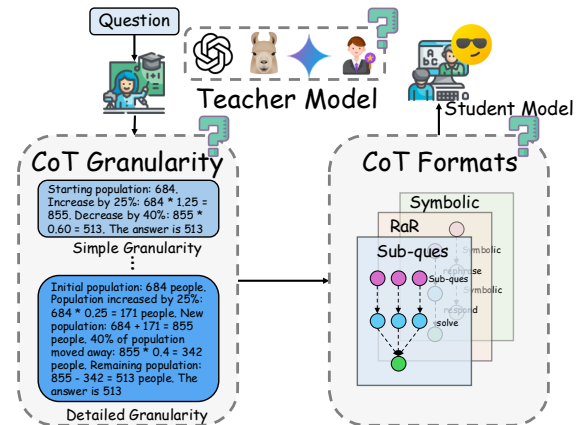 Question
Teacher Model
Student Model
CoT Granularity
Starting population: 684.
Increase by 25%: 684 * 1.25 =
855. Decrease by 40%: 855 *
0.60 = 513. The answer is 513
Simple Granularity
Initial population: 684 people.
Population increased by 25%:
684 * 0.25 = 171 people. New
population: 684 + 171 = 855
people. 40% of population
moved away: 855 * 0.4 = 342
people. Remaining population:
855 - 342 = 513 people. The
answer is 513
Detailed Granularity
CoT Formats
Symbolic
RaR
Sub-ques
Symbolic
rephrase
Sub-ques
Symbolic
respond
solve